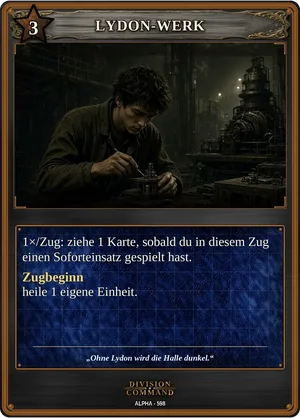 3
LYDON-WERK
1×/Zug: ziehe 1 Karte, sobald du in diesem Zug
einen Soforteinsatz gespielt hast.
Zugbeginn
heile 1 eigene Einheit.
„Ohne Lydon wird die Halle dunkel.“
DIVISION
COMMAND
ALPHA - 598